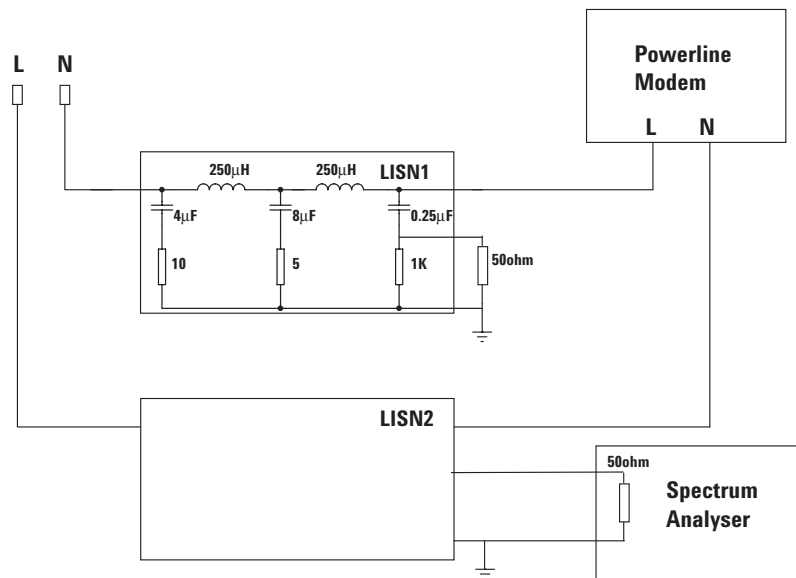 L N
Powerline
Modem
L N
250μH 250μH LISN1
4μF 8μF 0.25μF
10 5 1K 50ohm
LISN2
50ohm
Spectrum
Analyser